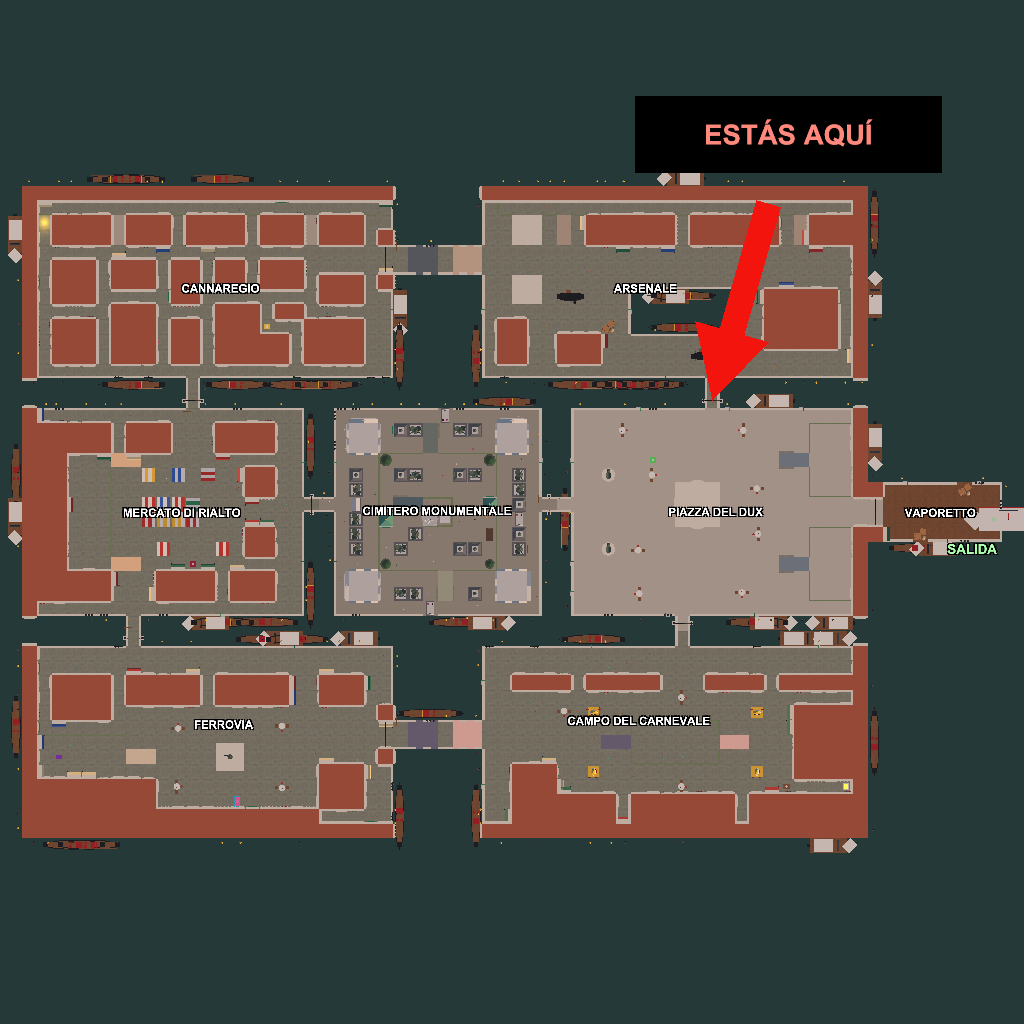 ESTÁS AQUÍ
CANNAREGIO
ARSENALE
MERCATO DI RIALTO
CIMITERO MONUMENTALE
PIAZZA DEL DUX
VAPORETTO
SALIDA
FERROVIA
CAMPO DEL CARNEVALE